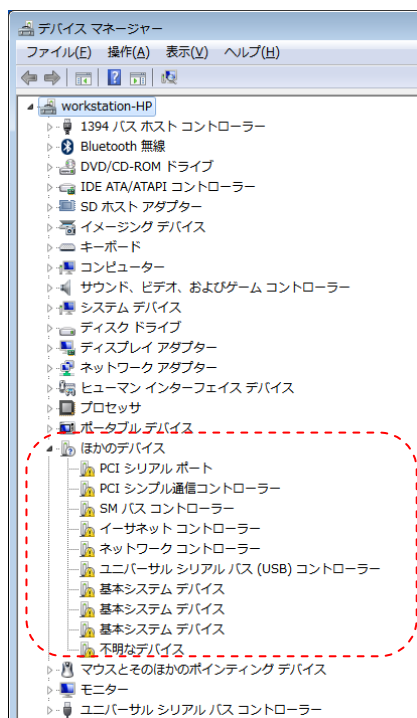 デバイス マネージャー
ファイル(F) 操作(A) 表示(V) ヘルプ(H)
workstation-HP
1394 バス ホスト コントローラー
Bluetooth 無線
DVD/CD-ROM ドライブ
IDE ATA/ATAPI コントローラー
SD ホスト アダプター
イメージング デバイス
キーボード
コンピューター
サウンド、ビデオ、およびゲーム コントローラー
システム デバイス
ディスク ドライブ
ディスプレイ アダプター
ネットワーク アダプター
ヒューマン インターフェイス デバイス
プロセッサ
ポータブル デバイス
ほかのデバイス
PCI シリアル ポート
PCI シンプル通信コントローラー
SM バス コントローラー
イーサネット コントローラー
ネットワーク コントローラー
ユニバーサル シリアル バス (USB) コントローラー
基本システム デバイス
基本システム デバイス
基本システム デバイス
不明なデバイス
マウスとそのほかのポインティング デバイス
モニター
ユニバーサル シリアル バス コントローラー